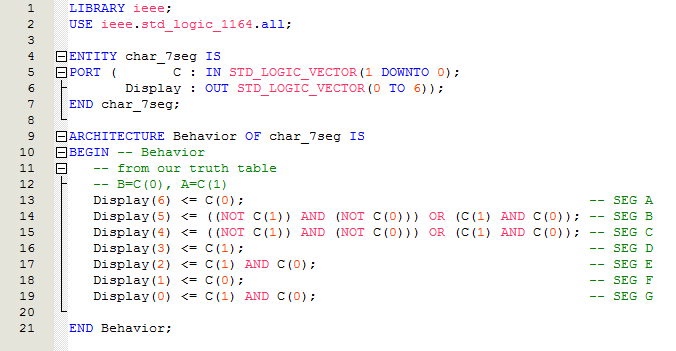 1 LIBRARY ieee;
2 USE ieee.std_logic_1164.all;
3
4 ENTITY char_7seg IS
5 PORT (       C : IN STD_LOGIC_VECTOR(1 DOWNTO 0);
6        Display : OUT STD_LOGIC_VECTOR(0 TO 6));
7 END char_7seg;
8
9 ARCHITECTURE Behavior OF char_7seg IS
10 BEGIN -- Behavior
11    -- from our truth table
12    -- B=C(0), A=C(1)
13    Display(6) <= C(0);                                           -- SEG A
14    Display(5) <= ((NOT C(1)) AND (NOT C(0))) OR (C(1) AND C(0)); -- SEG B
15    Display(4) <= ((NOT C(1)) AND (NOT C(0))) OR (C(1) AND C(0)); -- SEG C
16    Display(3) <= C(1);                                           -- SEG D
17    Display(2) <= C(1) AND C(0);                                  -- SEG E
18    Display(1) <= C(0);                                           -- SEG F
19    Display(0) <= C(1) AND C(0);                                  -- SEG G
20
21 END Behavior;